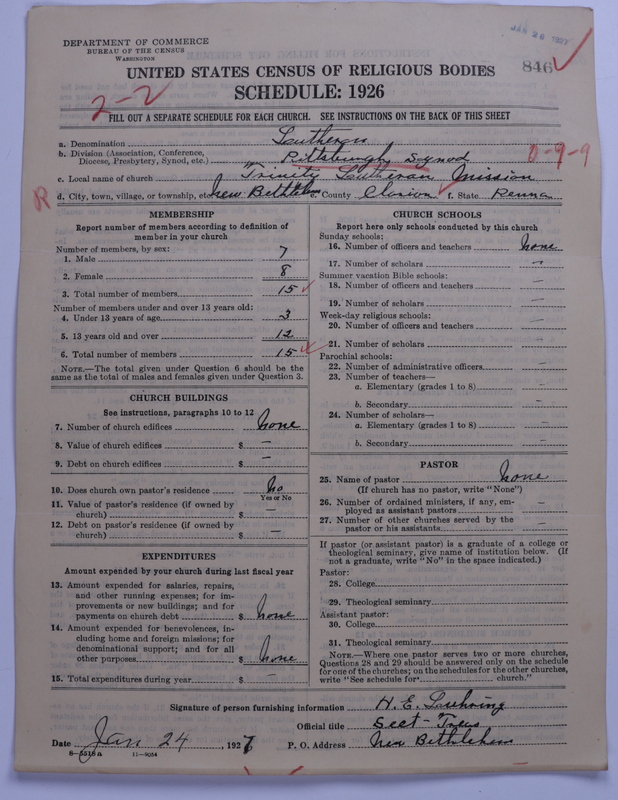 JAN 26 1927
DEPARTMENT OF COMMERCE
BUREAU OF THE CENSUS
WASHINGTON
846
UNITED STATES CENSUS OF RELIGIOUS BODIES
SCHEDULE: 1926
2-2
FILL OUT A SEPARATE SCHEDULE FOR EACH CHURCH. SEE INSTRUCTIONS ON THE BACK OF THIS SHEET
a. Denomination Lutheran
b. Division (Association, Conference, Diocese, Presbytery, Synod, etc.) Pittsburgh Synod
0-9-9
c. Local name of church Trinity Lutheran Mission
R
d. City, town, village, or township, etc. New Bethlehem e. County Clarion f. State Penna
MEMBERSHIP
Report number of members according to definition of
member in your church
Number of members, by sex:
1. Male 7
2. Female 8
3. Total number of members 15
Number of members under and over 13 years old:
4. Under 13 years of age 3
5. 13 years old and over 12
6. Total number of members 15
NOTE.—The total given under Question 6 should be
same as the total of males and females given under Question 3.
CHURCH BUILDINGS
See instructions, paragraphs 10 to 12
7. Number of church edifices none
8. Value of church edifices $ —
9. Debt on church edifices $ —
10. Does church own pastor's residence No
Yes or No
11. Value of pastor's residence (if owned by
church) $ —
12. Debt on pastor's residence (if owned by
church) $ —
EXPENDITURES
Amount expended by your church during last fiscal year
13. Amount expended for salaries, repairs,
and other running expenses; for im-
provements or new buildings; and for
payments on church debt $ none
14. Amount expended for benevolences, in-
cluding home and foreign missions; for
denominational support; and for all
other purposes $ none
15. Total expenditures during year $ —
CHURCH SCHOOLS
Report here only schools conducted by this church
Sunday schools:
16. Number of officers and teachers none
17. Number of scholars "
Summer vacation Bible schools:
18. Number of officers and teachers —
19. Number of scholars —
Week-day religious schools:
20. Number of officers and teachers —
21. Number of scholars —
Parochial schools:
22. Number of administrative officers —
23. Number of teachers—
a. Elementary (grades 1 to 8) —
b. Secondary —
24. Number of scholars—
a. Elementary (grades 1 to 8) —
b. Secondary —
PASTOR
25. Name of pastor none
(If church has no pastor, write "None")
26. Number of ordained ministers, if any, em-
ployed as assistant pastors —
27. Number of other churches served by the
pastor or his assistants —
If pastor (or assistant pastor) is a graduate of a college or
theological seminary, give name of institution below. (If
not a graduate, write "No" in the space indicated.)
Pastor:
28. College
29. Theological seminary
Assistant pastor:
30. College
31. Theological seminary
NOTE.—Where one pastor serves two or more churches,
Questions 28 and 29 should be answered only on the schedule
for one of the churches; on the schedules for the other churches,
write "See schedule for church."
Signature of person furnishing information H. E. Luehring
Official title Sect-Treas
Date Jan 24, 1927 P. O. Address New Bethlehem
8-5518 a 11-9054